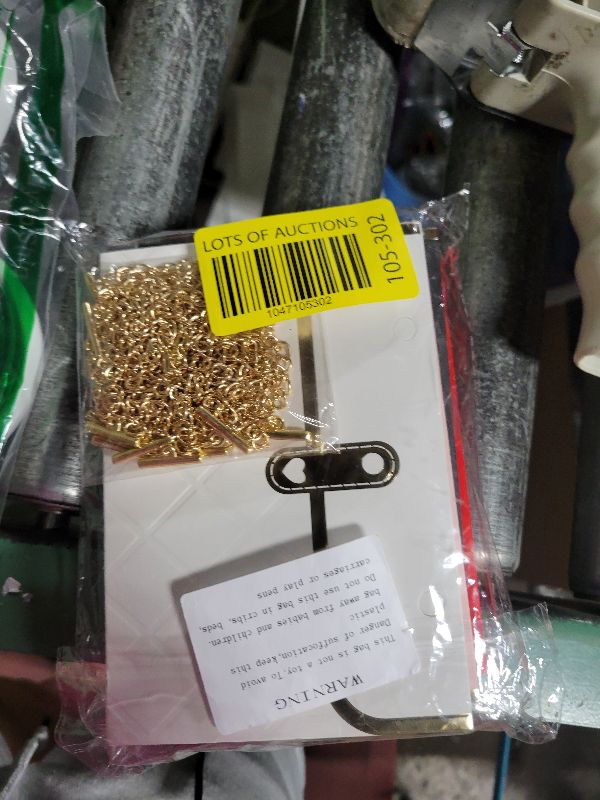 LOTS OF AUCTIONS
105-302
1047105302
WARNING
This bag is not a toy.To avoid
Danger of suffocation,keep this
plastic
bag away from babies and children.
Do not use this bag in cribs, beds,
carriages or play pens